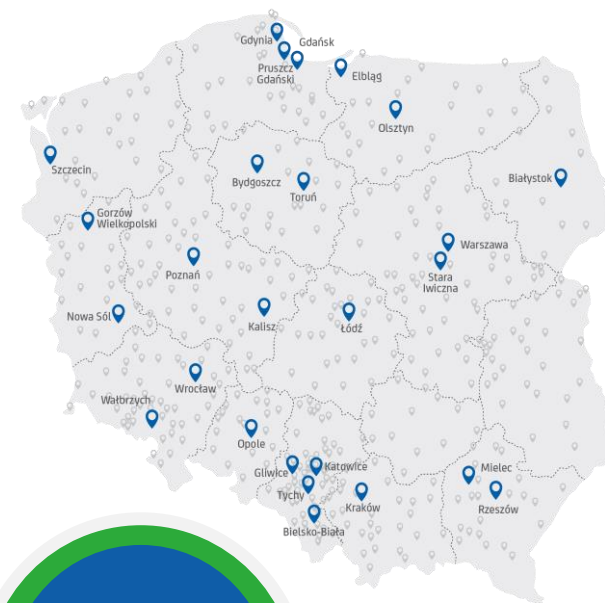 Gdynia
Gdańsk
Pruszcz
Gdański
Elbląg
Olsztyn
Szczecin
Bydgoszcz
Toruń
Białystok
Gorzów
Wielkopolski
Warszawa
Poznań
Stara
Iwiczna
Nowa Sól
Kalisz
Łódź
Wrocław
Wałbrzych
Opole
Gliwice
Katowice
Mielec
Tychy
Kraków
Rzeszów
Bielsko-Biała